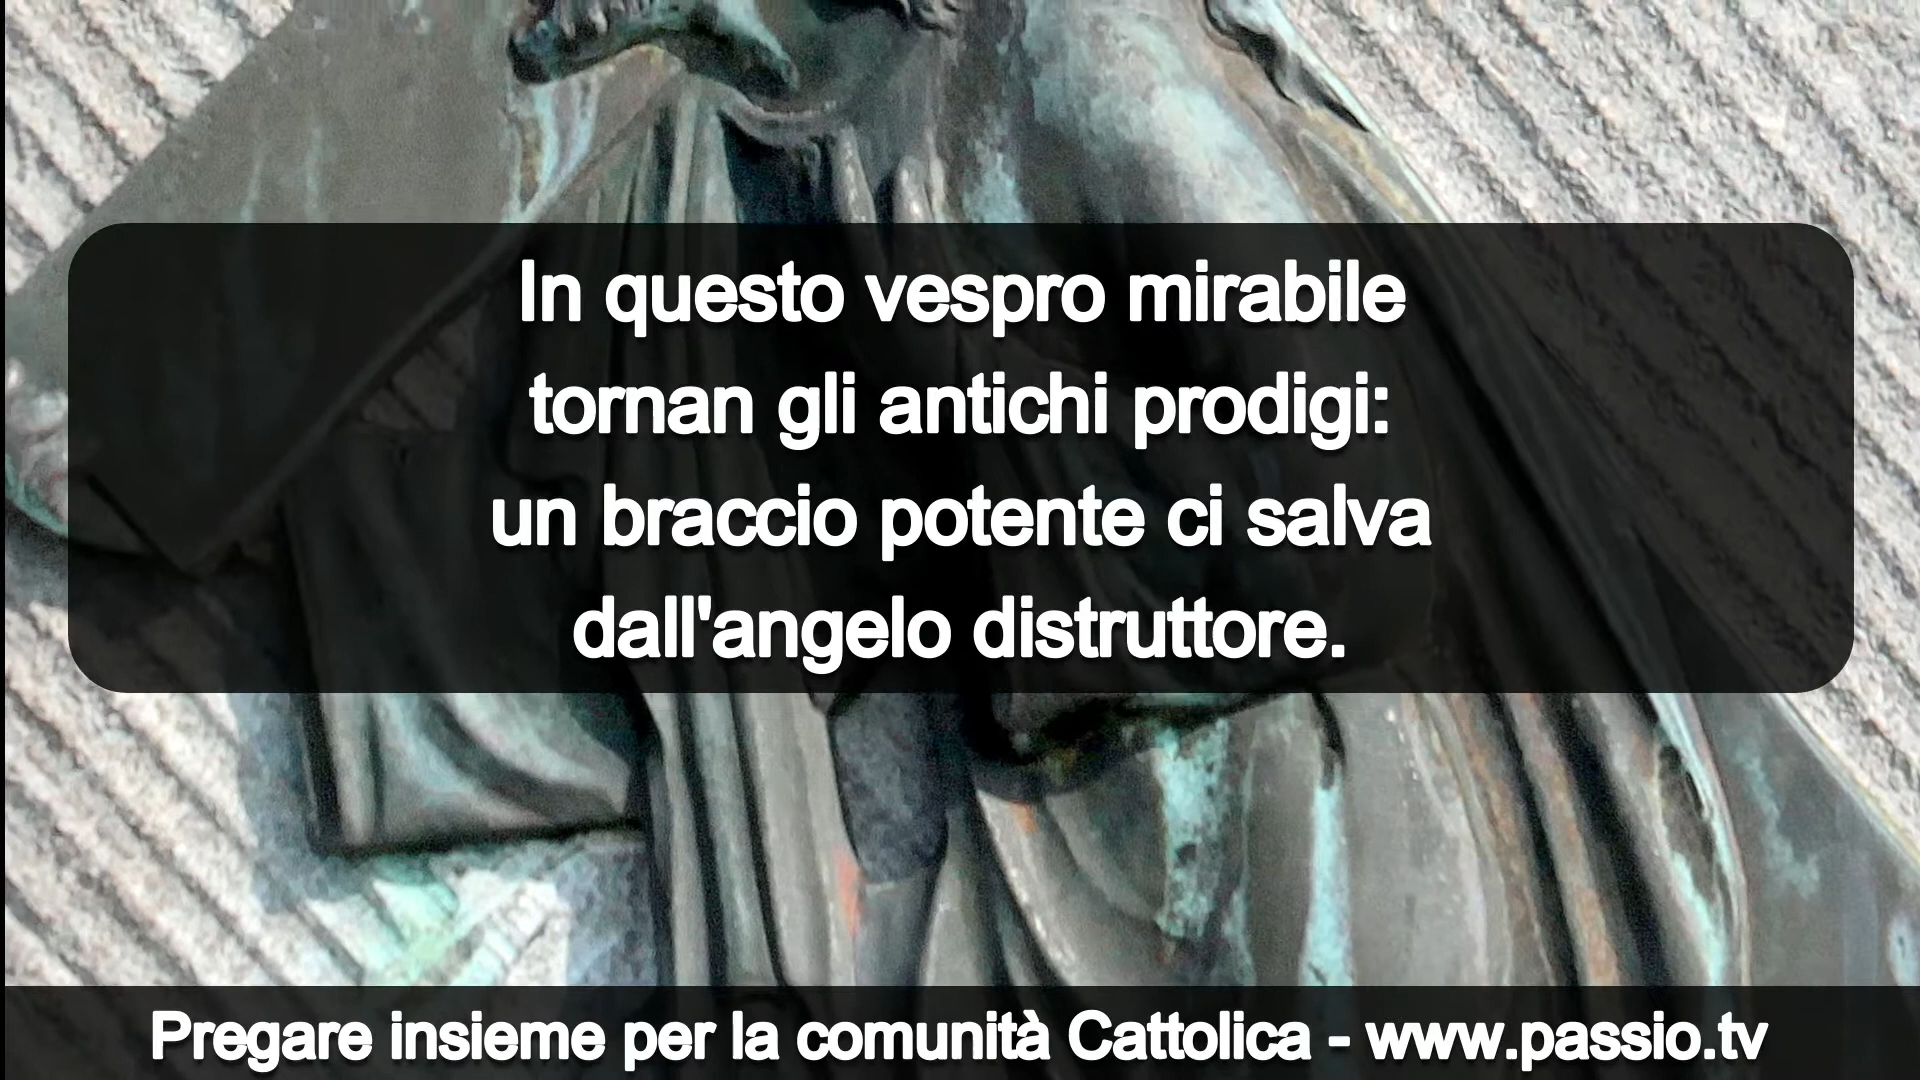 In questo vespro mirabile
tornan gli antichi prodigi:
un braccio potente ci salva
dall'angelo distruttore.
Pregare insieme per la comunità Cattolica - www.passio.tv